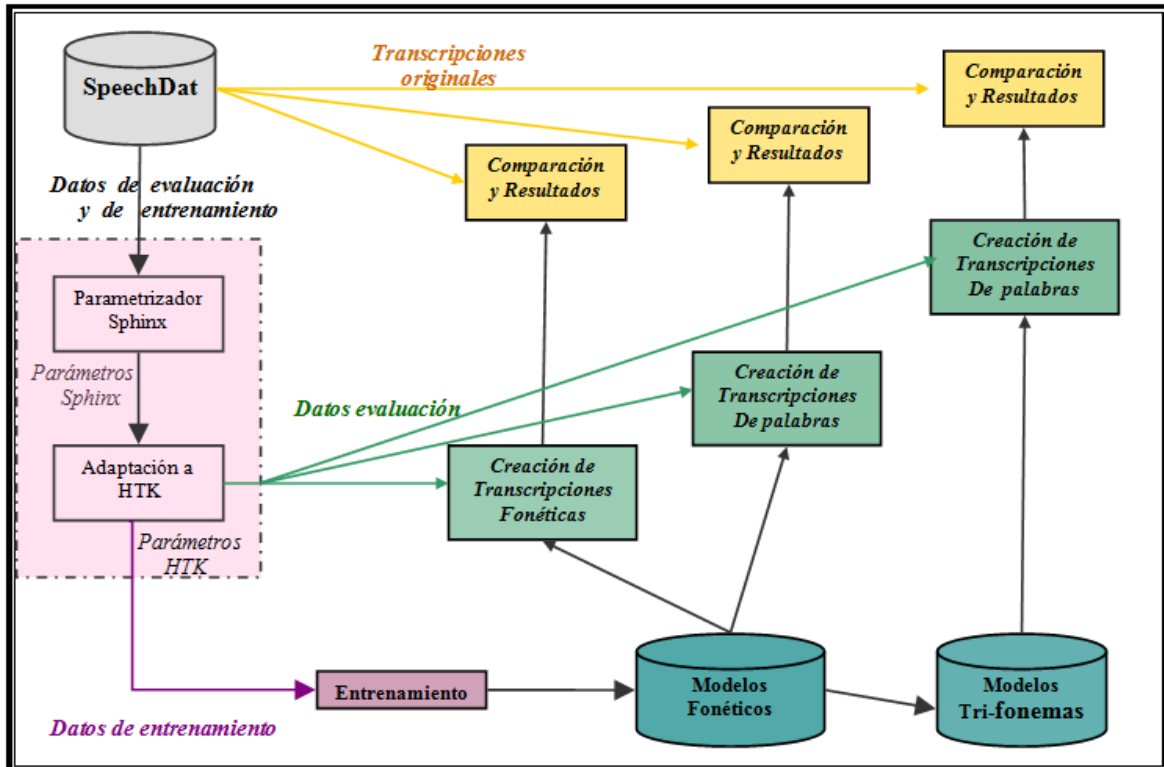 SpeechDat
Transcripciones
originales
Comparación
y Resultados
Comparación
y Resultados
Comparación
y Resultados
Datos de evaluación
y de entrenamiento
Parametrizador
Sphinx
Parámetros
Sphinx
Adaptación a
HTK
Parámetros
HTK
Datos evaluación
Creación de
Transcripciones
Fonéticas
Creación de
Transcripciones
De palabras
Creación de
Transcripciones
De palabras
Entrenamiento
Datos de entrenamiento
Modelos
Fonéticos
Modelos
Tri-fonemas